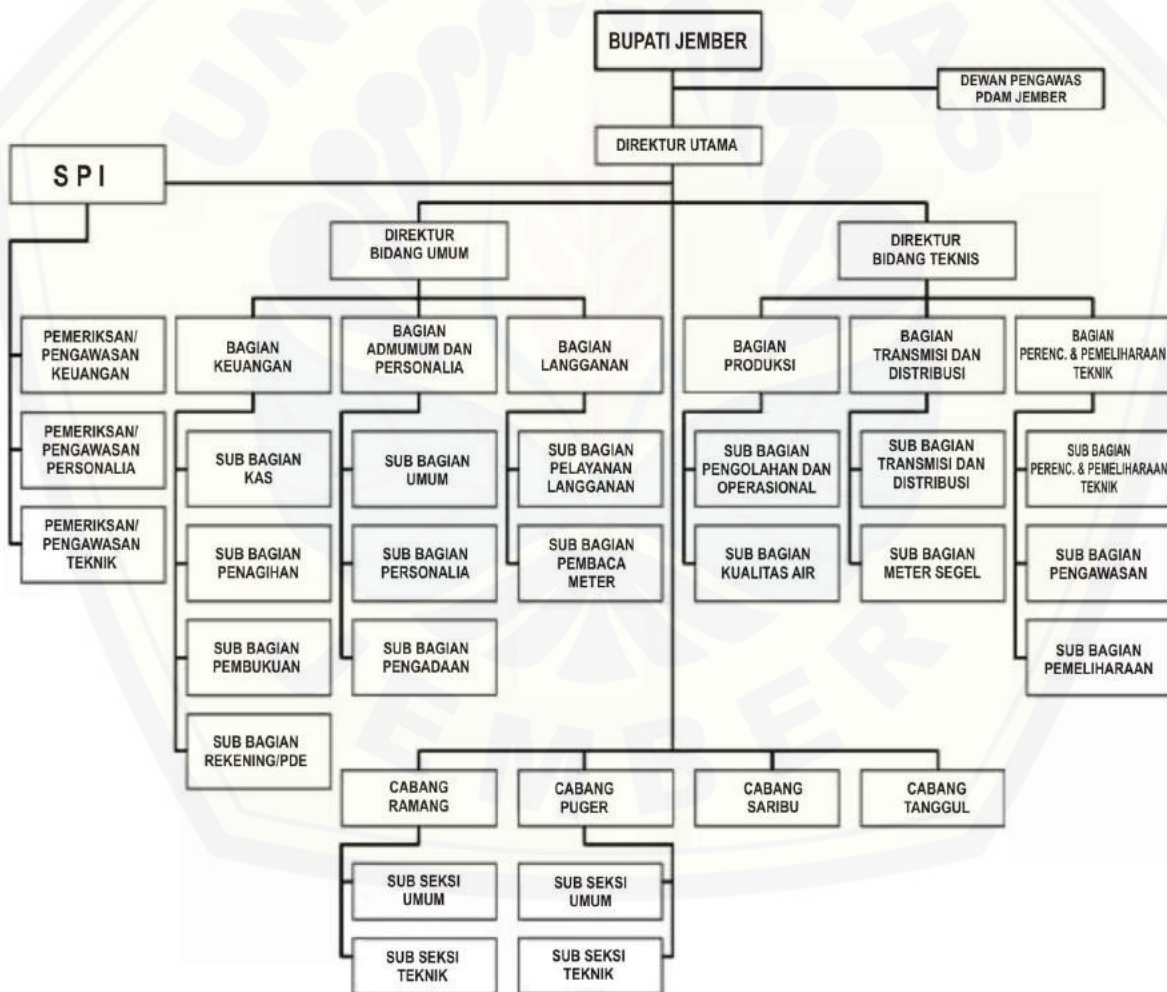 BUPATI JEMBER
DEWAN PENGAWAS
PDAM JEMBER
DIREKTUR UTAMA
S P I
DIREKTUR
BIDANG UMUM
DIREKTUR
BIDANG TEKNIS
PEMERIKSAN/
PENGAWASAN
KEUANGAN
BAGIAN
KEUANGAN
BAGIAN
ADMUMUM DAN
PERSONALIA
BAGIAN
LANGGANAN
BAGIAN
PRODUKSI
BAGIAN
TRANSMISI DAN
DISTRIBUSI
BAGIAN
PERENC. & PEMELIHARAAN
TEKNIK
PEMERIKSAN/
PENGAWASAN
PERSONALIA
SUB BAGIAN
KAS
SUB BAGIAN
UMUM
SUB BAGIAN
PELAYANAN
LANGGANAN
SUB BAGIAN
PENGOLAHAN DAN
OPERASIONAL
SUB BAGIAN
TRANSMISI DAN
DISTRIBUSI
SUB BAGIAN
PERENC. & PEMELIHARAAN
TEKNIK
PEMERIKSAN/
PENGAWASAN
TEKNIK
SUB BAGIAN
PENAGIHAN
SUB BAGIAN
PERSONALIA
SUB BAGIAN
PEMBACA
METER
SUB BAGIAN
KUALITAS AIR
SUB BAGIAN
METER SEGEL
SUB BAGIAN
PENGAWASAN
SUB BAGIAN
PEMBUKUAN
SUB BAGIAN
PENGADAAN
SUB BAGIAN
PEMELIHARAAN
SUB BAGIAN
REKENING/PDE
CABANG
RAMANG
CABANG
PUGER
CABANG
SARIBU
CABANG
TANGGUL
SUB SEKSI
UMUM
SUB SEKSI
UMUM
SUB SEKSI
TEKNIK
SUB SEKSI
TEKNIK
JEMBER